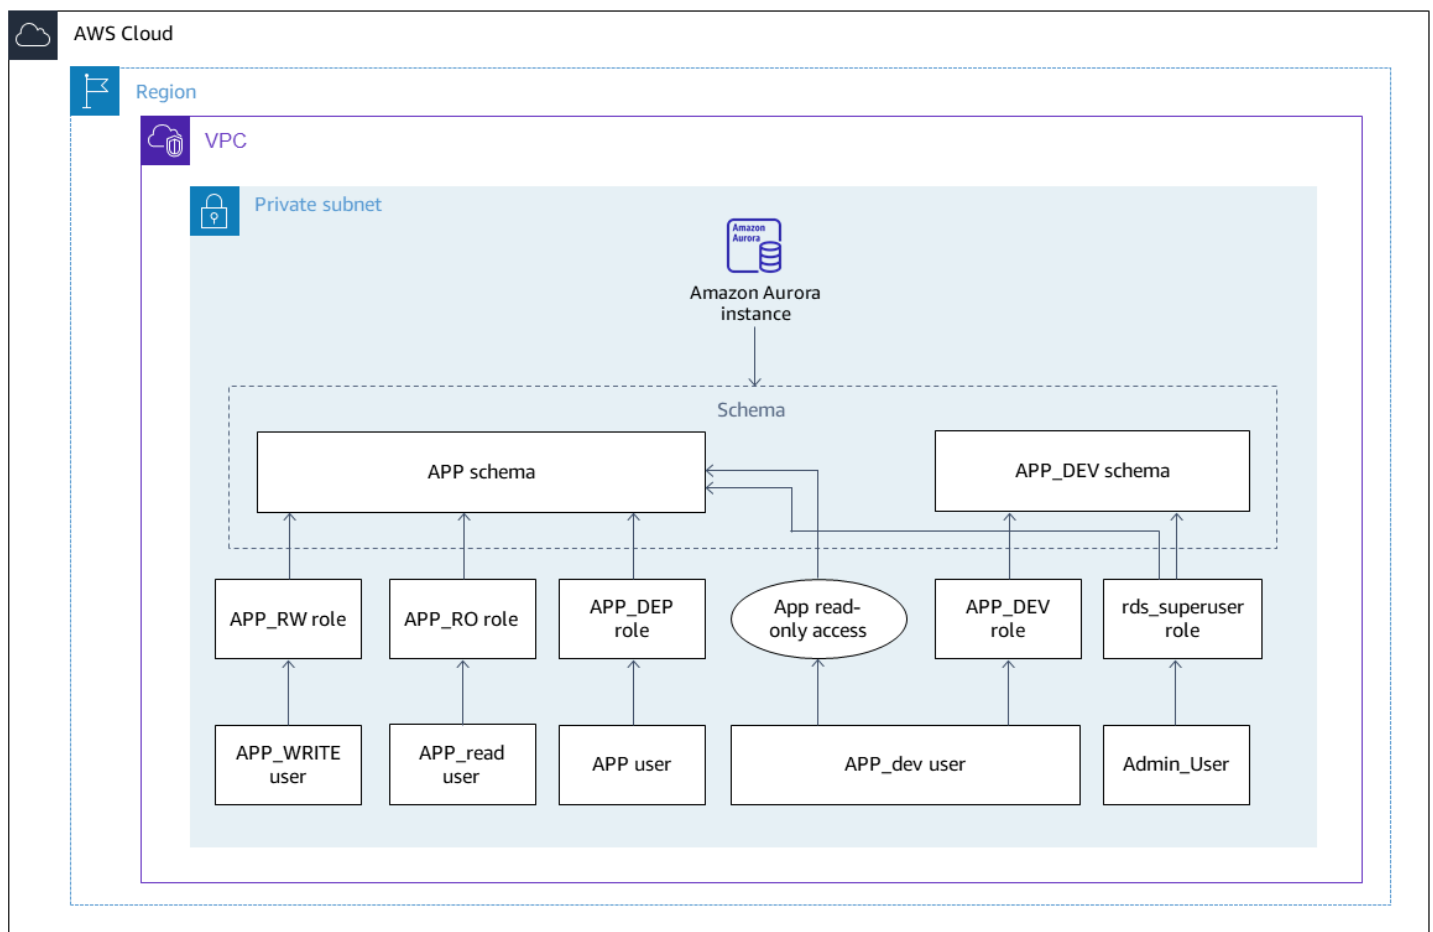 AWS Cloud
Region
VPC
Private subnet
Amazon
Aurora
Amazon Aurora
instance
Schema
APP schema
APP_DEV schema
APP_RW role
APP_RO role
APP_DEP
role
App read-
only access
APP_DEV
role
rds_superuser
role
APP_WRITE
user
APP_read
user
APP user
APP_dev user
Admin_User